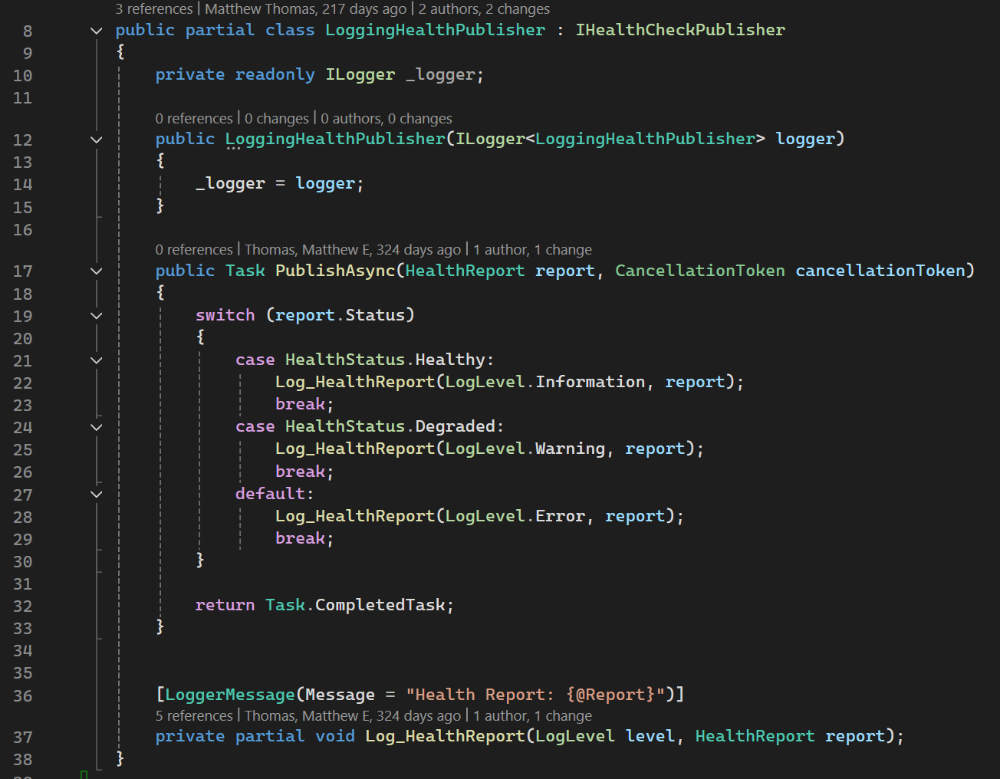 3 references | Matthew Thomas, 217 days ago | 2 authors, 2 changes
8 public partial class LoggingHealthPublisher : IHealthCheckPublisher
9 {
10 private readonly ILogger _logger;
11
0 references | 0 changes | 0 authors, 0 changes
12 public LoggingHealthPublisher(ILogger<LoggingHealthPublisher> logger)
13 {
14 _logger = logger;
15 }
16
0 references | Thomas, Matthew E, 324 days ago | 1 author, 1 change
17 public Task PublishAsync(HealthReport report, CancellationToken cancellationToken)
18 {
19 switch (report.Status)
20 {
21 case HealthStatus.Healthy:
22 Log_HealthReport(LogLevel.Information, report);
23 break;
24 case HealthStatus.Degraded:
25 Log_HealthReport(LogLevel.Warning, report);
26 break;
27 default:
28 Log_HealthReport(LogLevel.Error, report);
29 break;
30 }
31
32 return Task.CompletedTask;
33 }
34
35
36 [LoggerMessage(Message = "Health Report: {@Report}")]
5 references | Thomas, Matthew E, 324 days ago | 1 author, 1 change
37 private partial void Log_HealthReport(LogLevel level, HealthReport report);
38 }